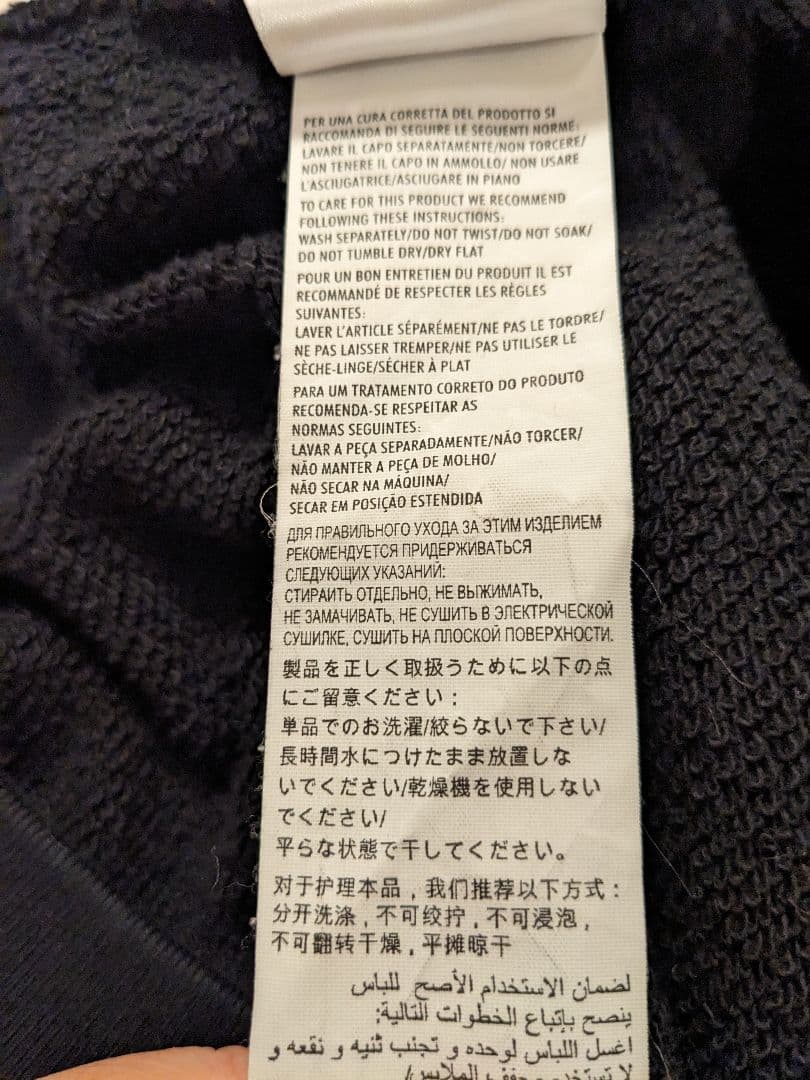 PER UNA CURA CORRETTA DEL PRODOTTO SI
RACCOMANDA DI SEGUIRE LE SEGUENTI NORME:
LAVARE IL CAPO SEPARATAMENTE/NON TORCERE/
NON TENERE IL CAPO IN AMMOLLO/ NON USARE
L'ASCIUGATRICE/ASCIUGARE IN PIANO
TO CARE FOR THIS PRODUCT WE RECOMMEND
FOLLOWING THESE INSTRUCTIONS:
WASH SEPARATELY/DO NOT TWIST/DO NOT SOAK/
DO NOT TUMBLE DRY/DRY FLAT
POUR UN BON ENTRETIEN DU PRODUIT IL EST
RECOMMANDÉ DE RESPECTER LES RÈGLES
SUIVANTES:
LAVER L'ARTICLE SÉPARÉMENT/NE PAS LE TORDRE/
NE PAS LAISSER TREMPER/NE PAS UTILISER LE
SÈCHE-LINGE/SÉCHER À PLAT
PARA UM TRATAMENTO CORRETO DO PRODUTO
RECOMENDA-SE RESPEITAR AS
NORMAS SEGUINTES:
LAVAR A PEÇA SEPARADAMENTE/NÃO TORCER/
NÃO MANTER A PEÇA DE MOLHO/
NÃO SECAR NA MÁQUINA/
SECAR EM POSIÇÃO ESTENDIDA
ДЛЯ ПРАВИЛЬНОГО УХОДА ЗА ЭТИМ ИЗДЕЛИЕМ
РЕКОМЕНДУЕТСЯ ПРИДЕРЖИВАТЬСЯ
СЛЕДУЮЩИХ УКАЗАНИЙ:
СТИРАИТЬ ОТДЕЛЬНО, НЕ ВЫЖИМАТЬ,
НЕ ЗАМАЧИВАТЬ, НЕ СУШИТЬ В ЭЛЕКТРИЧЕСКОЙ
СУШИЛКЕ, СУШИТЬ НА ПЛОСКОЙ ПОВЕРХНОСТИ.
製品を正しく取扱うために以下の点
にご留意ください：
単品でのお洗濯/絞らないで下さい/
長時間水につけたまま放置しな
いでください/乾燥機を使用しない
でください/
平らな状態で干してください。
对于护理本品，我们推荐以下方式：
分开洗涤，不可绞拧，不可浸泡，
不可翻转干燥，平摊晾干
لضمان الاستخدام الأصح للباس
ينصح بإتباع الخطوات التالية:
اغسل اللباس لوحده و تجنب ثنيه و نقعه و
لا تستخدم مجفف الملابس/